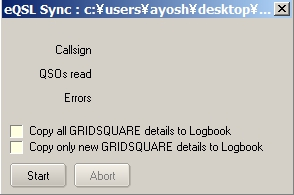 eQSL Sync : c:¥users¥ayosh¥desktop¥...
Callsign
QSOs read
Errors
Copy all GRIDSQUARE details to Logbook
Copy only new GRIDSQUARE details to Logbook
Start Abort